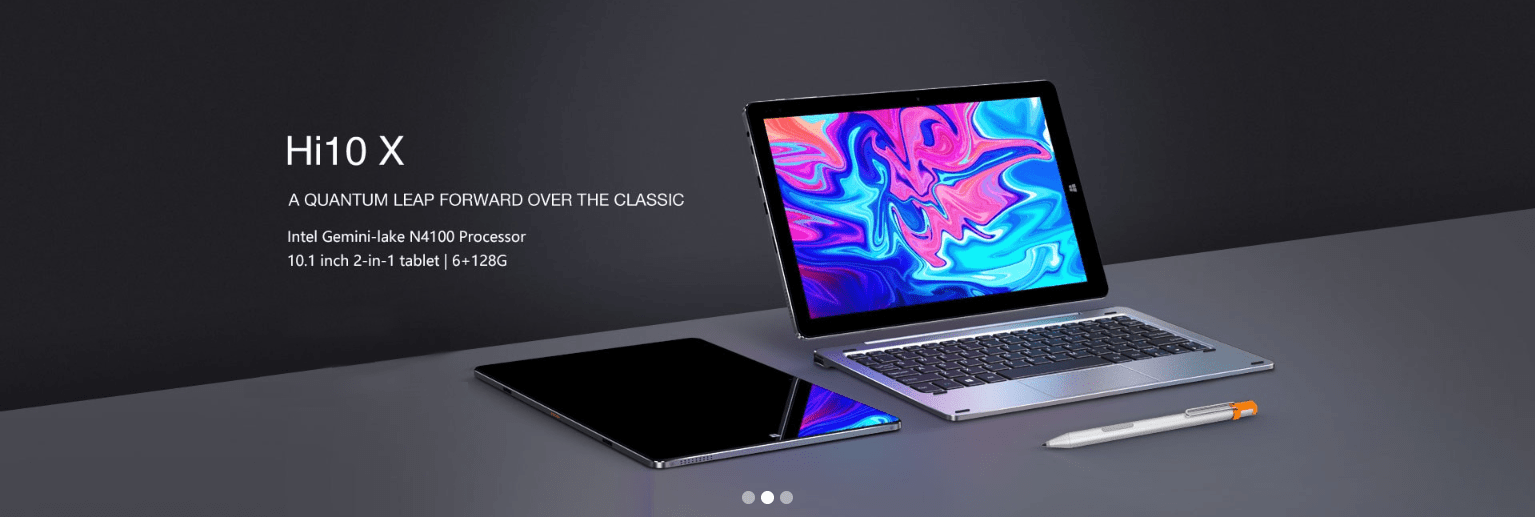 Hi10 X
A QUANTUM LEAP FORWARD OVER THE CLASSIC
Intel Gemini-lake N4100 Processor
10.1 inch 2-in-1 tablet | 6+128G